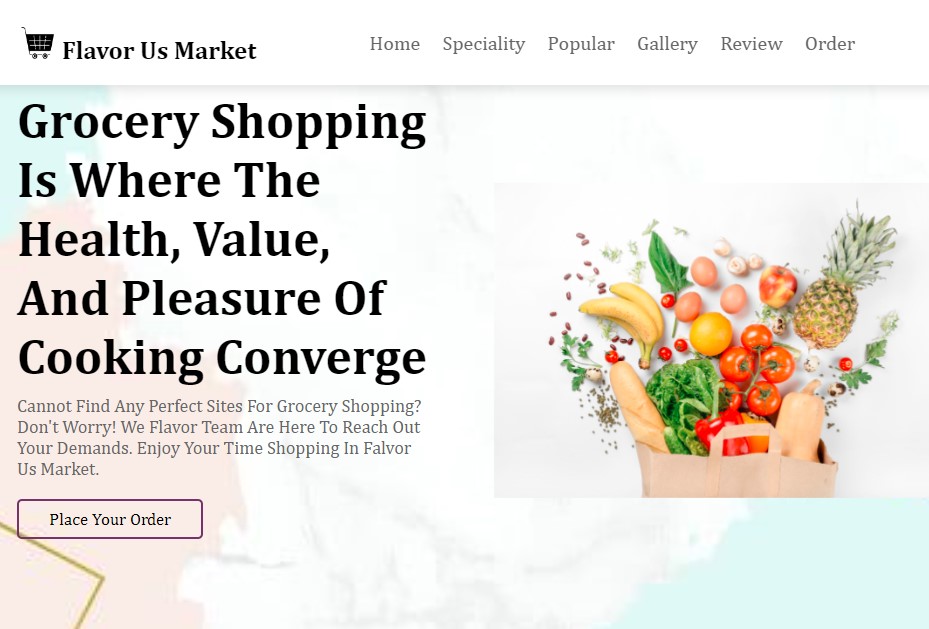 Flavor Us Market
Home Speciality Popular Gallery Review Order
Grocery Shopping
Is Where The
Health, Value,
And Pleasure Of
Cooking Converge
Cannot Find Any Perfect Sites For Grocery Shopping?
Don't Worry! We Flavor Team Are Here To Reach Out
Your Demands. Enjoy Your Time Shopping In Falvor
Us Market.
Place Your Order